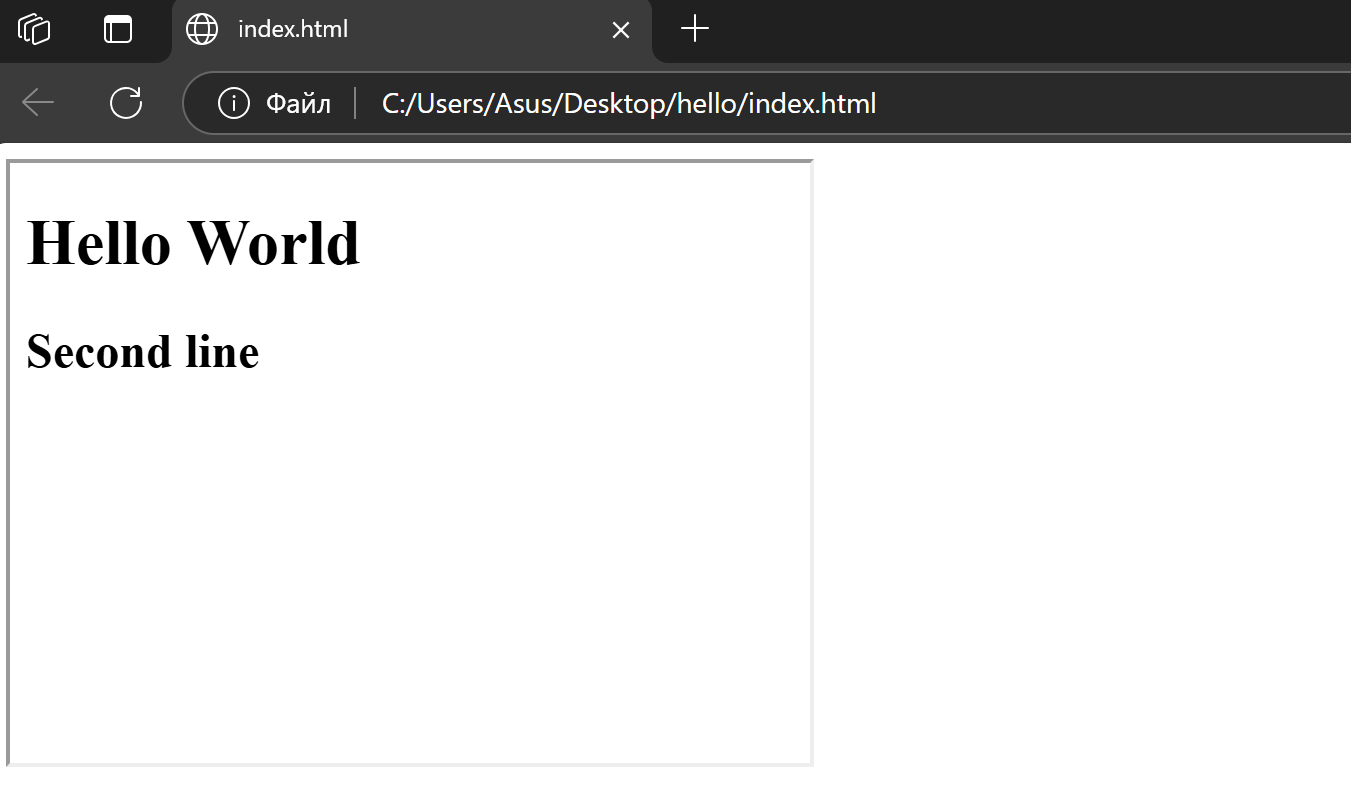 index.html
Файл C:/Users/Asus/Desktop/hello/index.html
Hello World
Second line